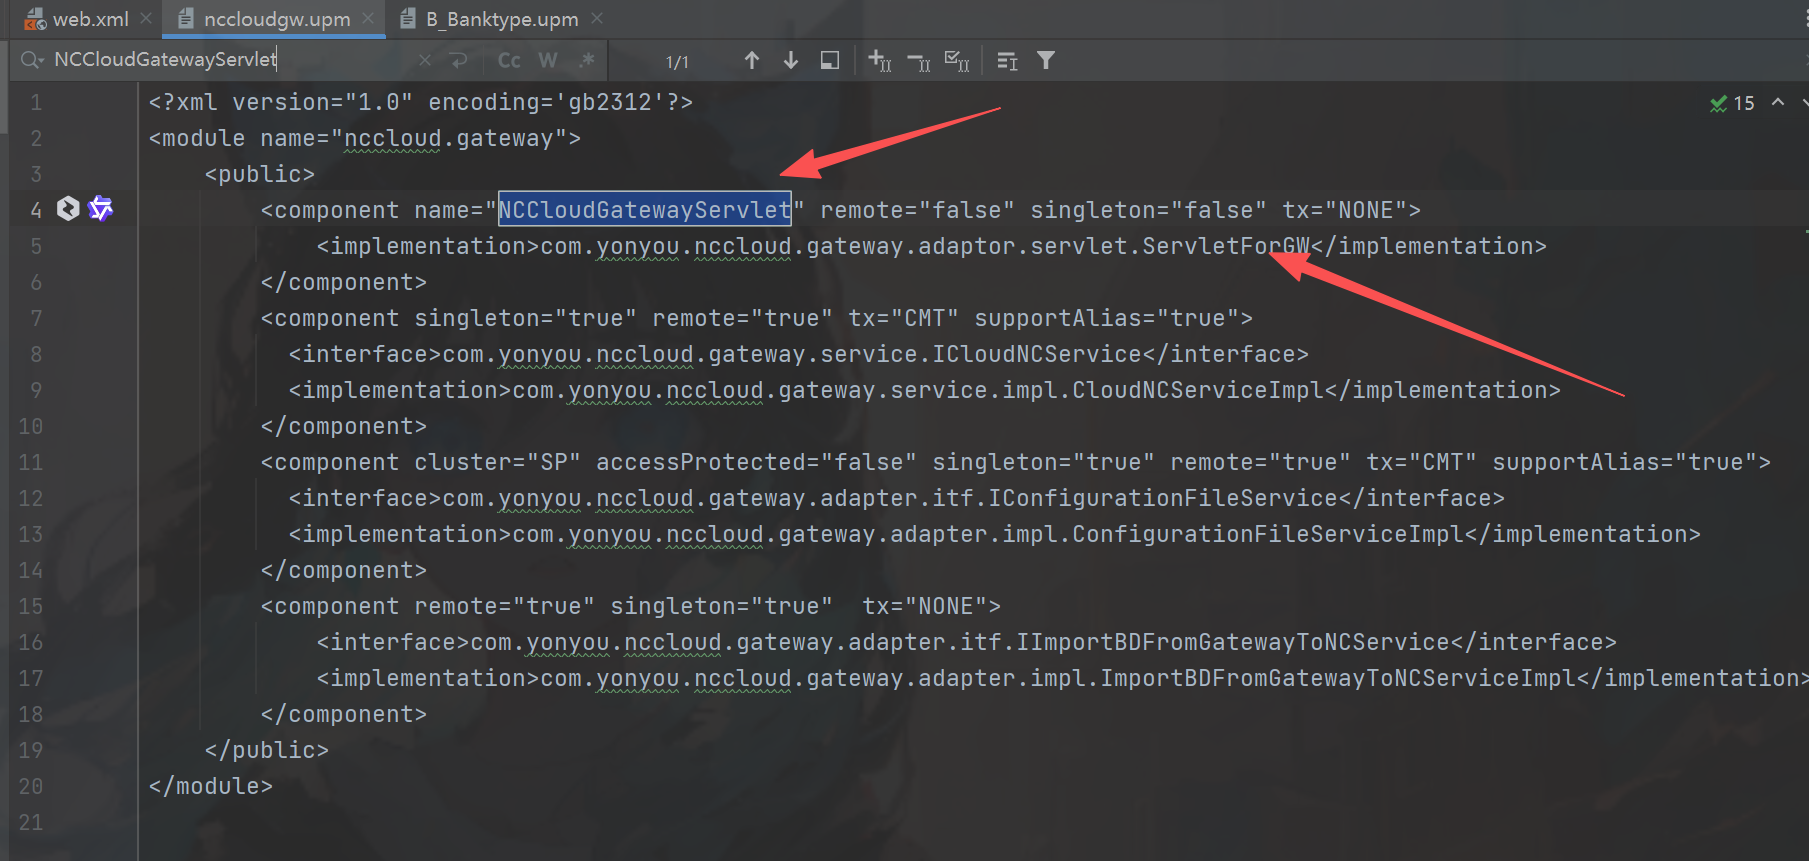 web.xml
nccloudgw.upm
B_Banktype.upm
NCCloudGatewayServlet
Cc W .* 1/1
15
1 <?xml version="1.0" encoding='gb2312'?>
2 <module name="nccloud.gateway">
3 <public>
4 <component name="NCCloudGatewayServlet" remote="false" singleton="false" tx="NONE">
5 <implementation>com.yonyou.nccloud.gateway.adaptor.servlet.ServletForGW</implementation>
6 </component>
7 <component singleton="true" remote="true" tx="CMT" supportAlias="true">
8 <interface>com.yonyou.nccloud.gateway.service.ICloudNCService</interface>
9 <implementation>com.yonyou.nccloud.gateway.service.impl.CloudNCServiceImpl</implementation>
10 </component>
11 <component cluster="SP" accessProtected="false" singleton="true" remote="true" tx="CMT" supportAlias="true">
12 <interface>com.yonyou.nccloud.gateway.adapter.itf.IConfigurationFileService</interface>
13 <implementation>com.yonyou.nccloud.gateway.adapter.impl.ConfigurationFileServiceImpl</implementation>
14 </component>
15 <component remote="true" singleton="true"  tx="NONE">
16 <interface>com.yonyou.nccloud.gateway.adapter.itf.IImportBDFromGatewayToNCService</interface>
17 <implementation>com.yonyou.nccloud.gateway.adapter.impl.ImportBDFromGatewayToNCServiceImpl</implementation>
18 </component>
19 </public>
20 </module>
21